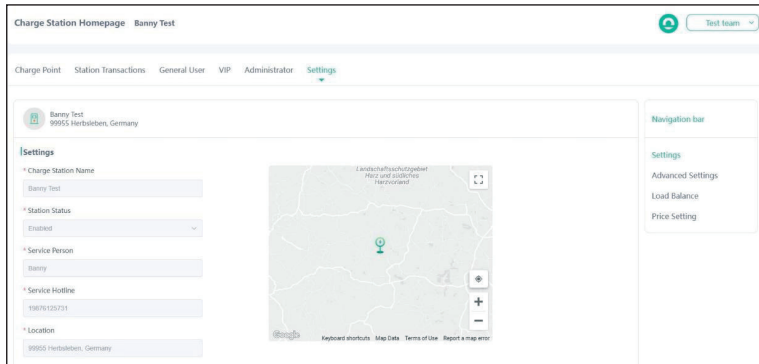 Charge Station Homepage Banny Test
Test team
Charge Point Station Transactions General User VIP Administrator Settings
Banny Test
99955 Herbsleben, Germany
Settings
* Charge Station Name
Banny Test
* Station Status
Enabled
* Service Person
Banny
* Service Hotline
19876125731
* Location
99955 Herbsleben, Germany
Landschaftsschutzgebiet
Harz und südliches
Harzvorland
Google
Keyboard shortcuts Map Data Terms of Use Report a map error
Navigation bar
Settings
Advanced Settings
Load Balance
Price Setting